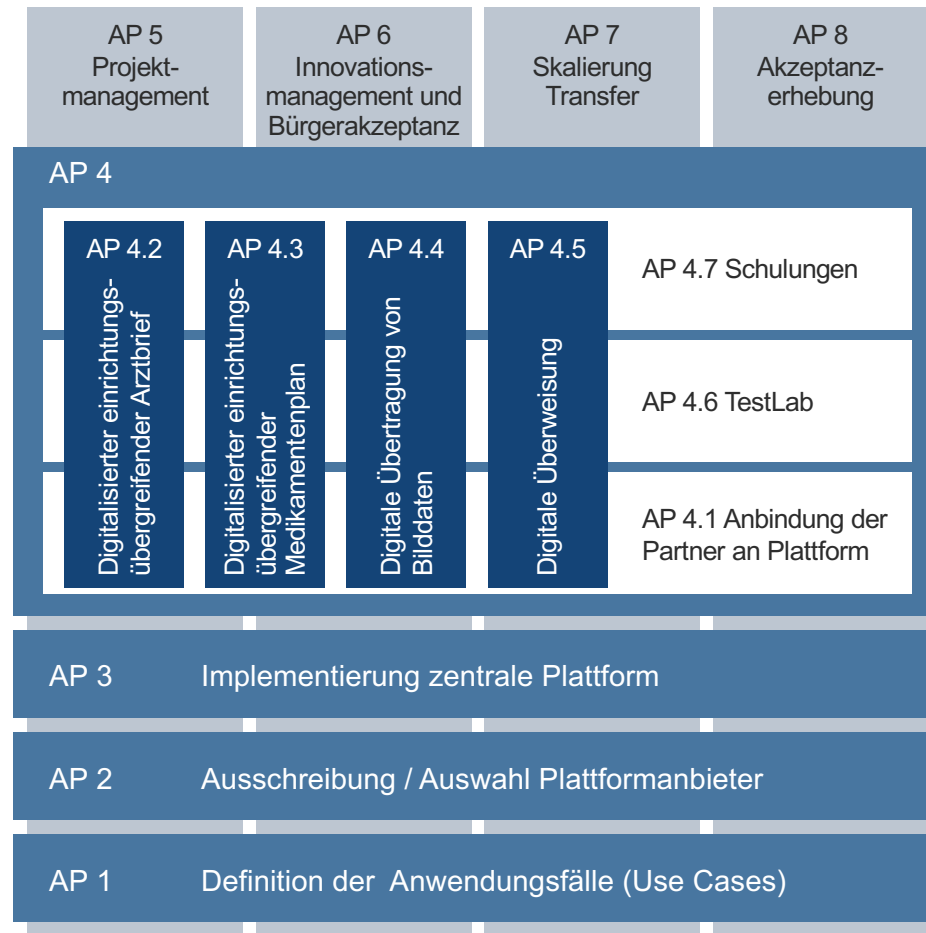 AP 5
Projekt-
management
AP 6
Innovations-
management und
Bürgerakzeptanz
AP 7
Skalierung
Transfer
AP 8
Akzeptanz-
erhebung
AP 4
AP 4.2
Digitalisierter einrichtungs-
übergreifender Arztbrief
AP 4.3
Digitalisierter einrichtungs-
übergreifender
Medikamentenplan
AP 4.4
Digitale Übertragung von
Bilddaten
AP 4.5
Digitale Überweisung
AP 4.7 Schulungen
AP 4.6 TestLab
AP 4.1 Anbindung der
Partner an Plattform
AP 3 Implementierung zentrale Plattform
AP 2 Ausschreibung / Auswahl Plattformanbieter
AP 1 Definition der Anwendungsfälle (Use Cases)